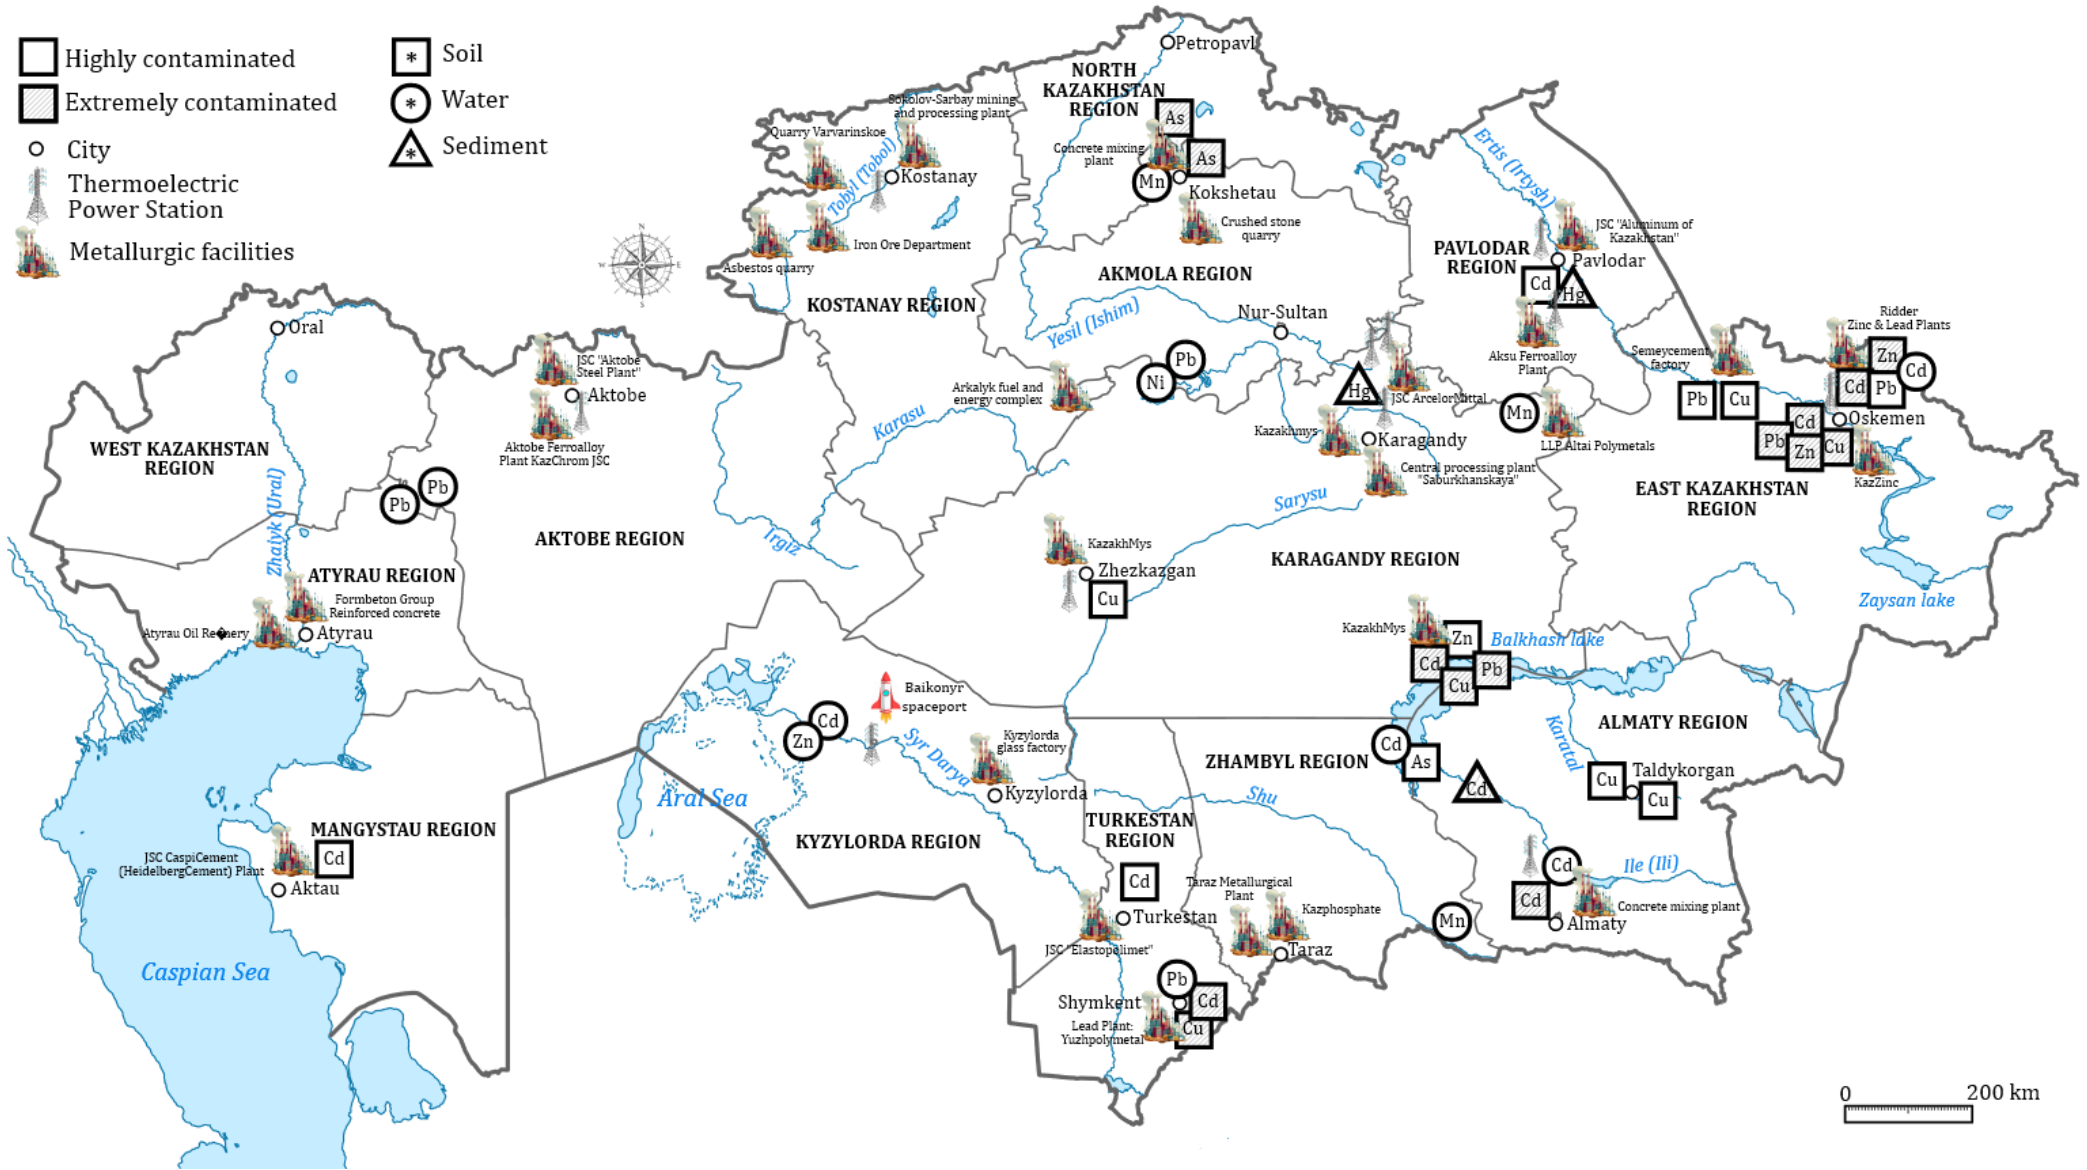 Highly contaminated
Extremely contaminated
City
Thermoelectric
Power Station
Metallurgic facilities
*
Soil
*
Water
*
Sediment
N
W
E
S
Petropavl
NORTH
KAZAKHSTAN
REGION
As
As
Mn
Concrete mixing
plant
Kokshetau
Crushed stone
quarry
Sokolov-Sarbay mining
and processing plant
Quarry Varvarinskoe
Tobyl (Tobol)
Kostanay
Iron Ore Department
Asbestos quarry
KOSTANAY REGION
AKMOLA REGION
Nur-Sultan
Yesil (Ishim)
Pb
Ni
Arkalyk fuel and
energy complex
Karasu
Irgiz
Ertis (Irtysh)
JSC "Aluminum of
Kazakhstan"
PAVLODAR
REGION
Pavlodar
Cd
Hg
Aksu Ferroalloy
Plant
Semeycement
factory
Ridder
Zinc & Lead Plants
Zn
Cd
Cd
Pb
Pb
Cu
Oskemen
Cd
Pb
Zn
Cu
KazZinc
EAST KAZAKHSTAN
REGION
Zaysan lake
Mn
LLP Altai Polymetals
Hg
JSC ArcelorMittal
Kazakhmys
Karagandy
Central processing plant
"Saburkhanskaya"
Sarysu
KARAGANDY REGION
KazakhMys
Zhezkazgan
Cu
KazakhMys
Zn
Cd
Pb
Cu
Balkhash lake
Oral
WEST KAZAKHSTAN
REGION
Zhaiyk (Ural)
JSC "Aktobe
Steel Plant"
Aktobe
Aktobe Ferroalloy
Plant KazChrom JSC
Pb
Pb
AKTOBE REGION
ATYRAU REGION
Formbeton Group
Reinforced concrete
Atyrau Oil Re�nery
Atyrau
Caspian Sea
MANGYSTAU REGION
JSC CaspiCement
(HeidelbergCement) Plant
Cd
Aktau
Aral Sea
Zn
Cd
Baikonyr
spaceport
Syr Darya
Kyzylorda
glass factory
Kyzylorda
KYZYLORDA REGION
TURKESTAN
REGION
Cd
Turkestan
JSC "Elastopolimet"
Pb
Cd
Cu
Shymkent
Lead Plant:
Yuzhpolymetal
ZHAMBYL REGION
Shu
Taraz Metallurgical
Plant
Kazphosphate
Taraz
Mn
Cd
As
Cd
ALMATY REGION
Karatal
Cu
Taldykorgan
Cu
Cd
Ile (Ili)
Cd
Concrete mixing plant
Almaty
0
200 km